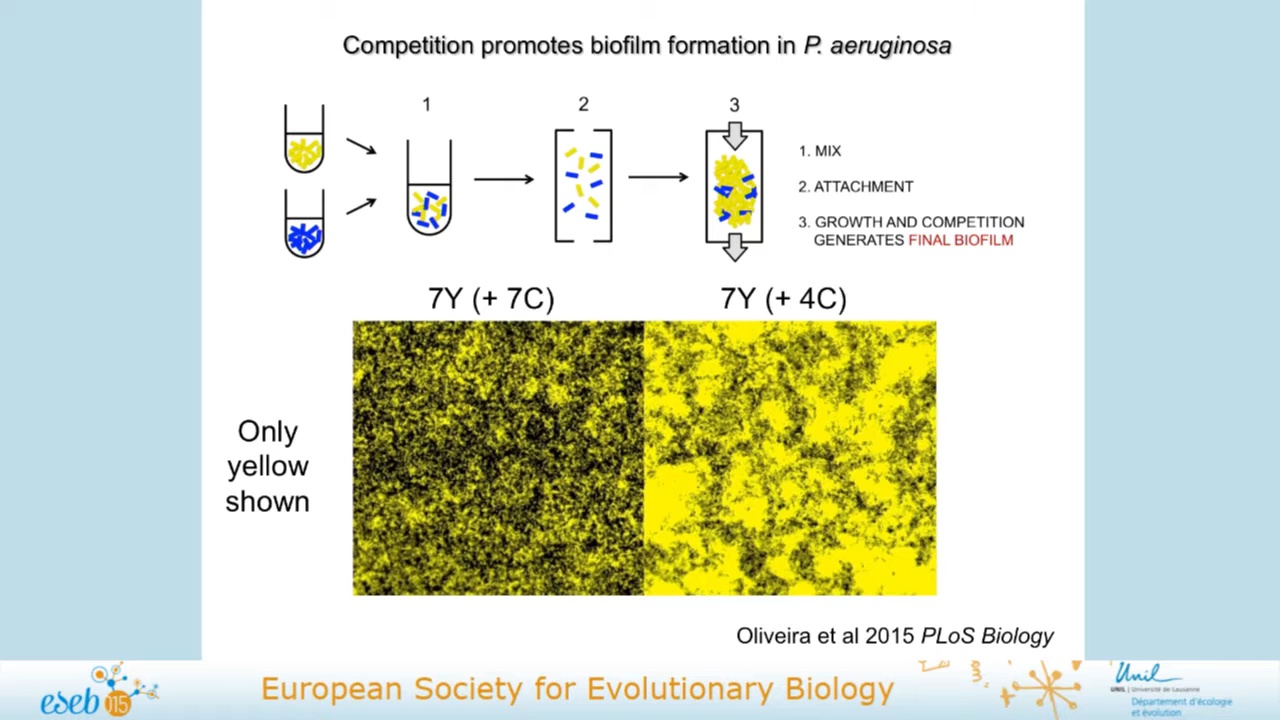 Competition promotes biofilm formation in P. aeruginosa
1
2
3
1. MIX
2. ATTACHMENT
3. GROWTH AND COMPETITION
GENERATES FINAL BIOFILM
7Y (+ 7C)
7Y (+ 4C)
Only
yellow
shown
Oliveira et al 2015 PLoS Biology
eseb 15
European Society for Evolutionary Biology
Unil
UNIL | Université de Lausanne
Département d'écologie
et évolution